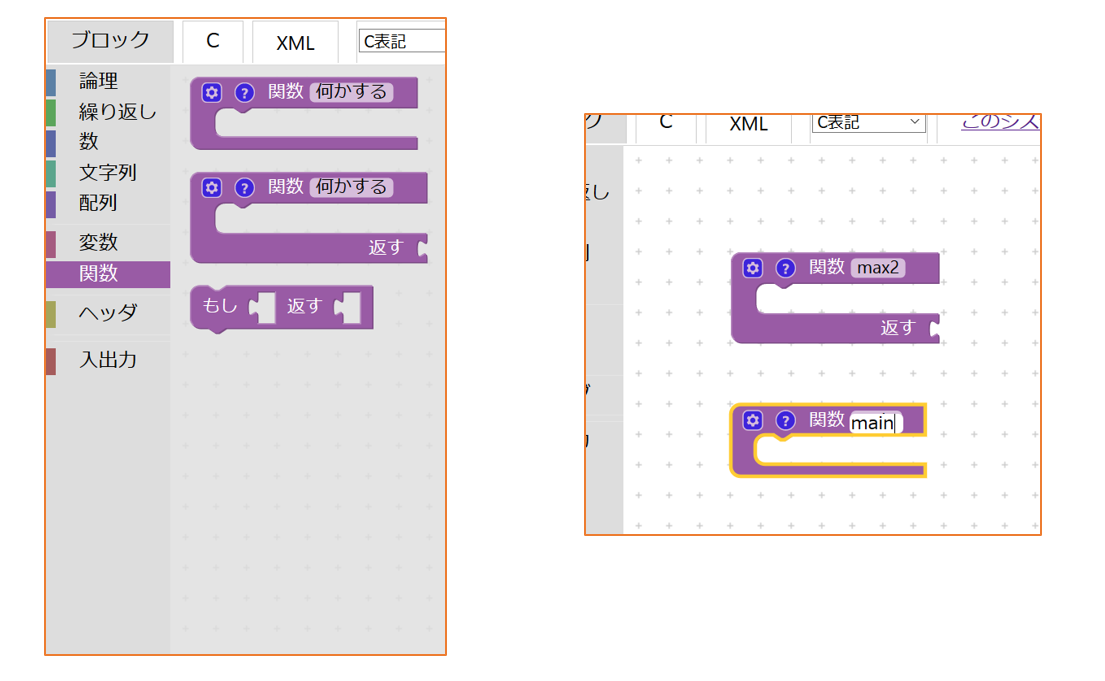 ブロック C XML C表記
論理
繰り返し
数
文字列
配列
変数
関数
ヘッダ
入出力
? 関数 何かする
? 関数 何かする
返す
もし 返す
C XML C表記 このシス
返し
? 関数 max2
返す
? 関数 main